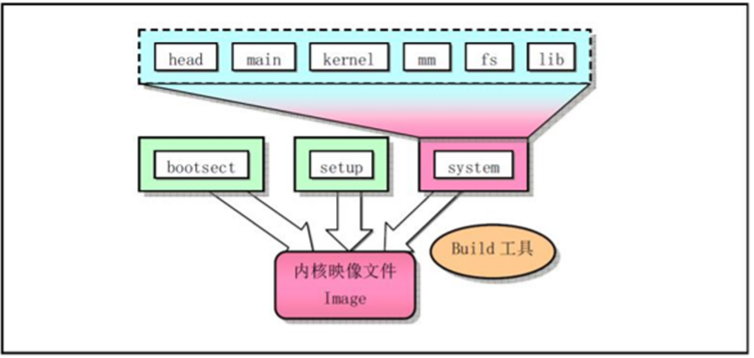 head main kernel mm fs lib
bootsect setup system
Build 工具
内核映像文件
Image